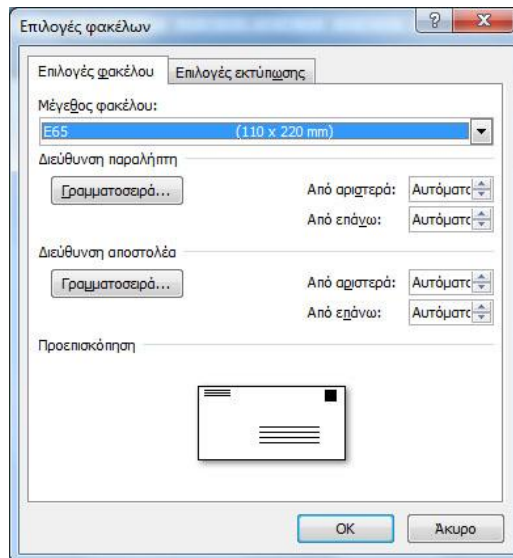 Επιλογές φακέλων
Επιλογές φακέλου Επιλογές εκτύπωσης
Μέγεθος φακέλου:
E65 (110 x 220 mm)
Διεύθυνση παραλήπτη
Γραμματοσειρά... Από αριστερά: Αυτόματο
Από επάνω: Αυτόματο
Διεύθυνση αποστολέα
Γραμματοσειρά... Από αριστερά: Αυτόματο
Από επάνω: Αυτόματο
Προεπισκόπηση
OK Άκυρο